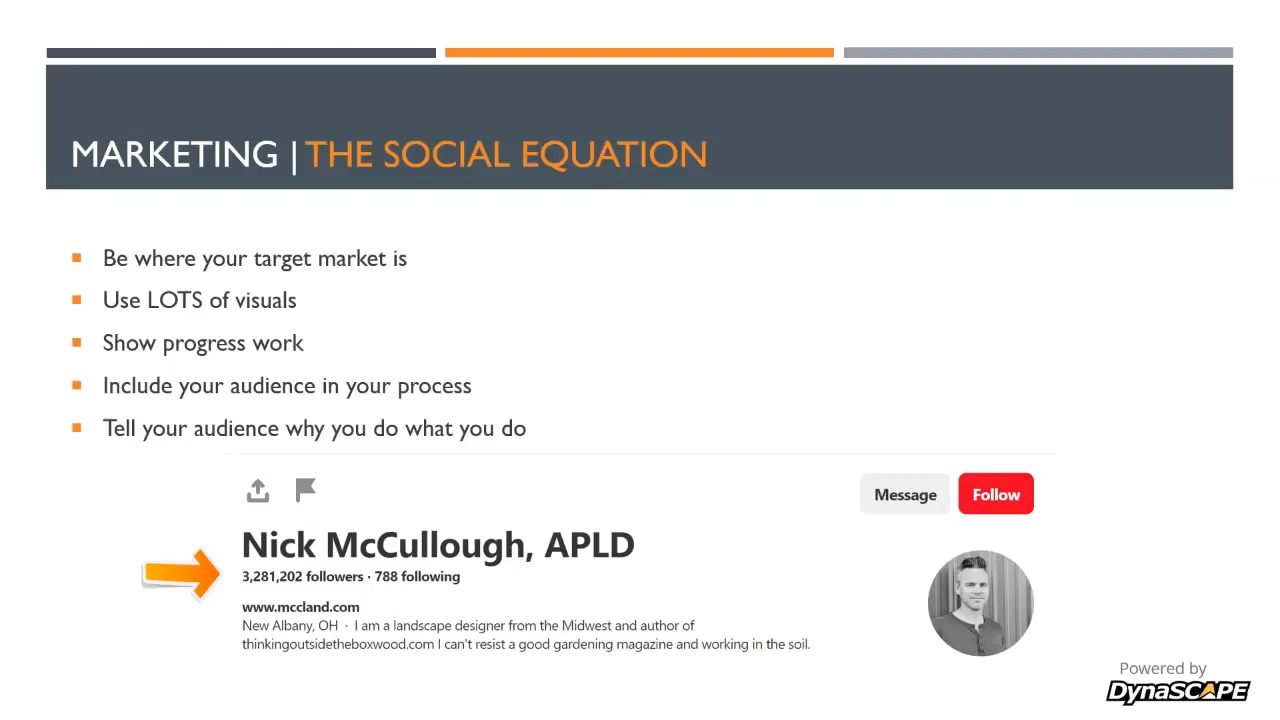 MARKETING | THE SOCIAL EQUATION
Be where your target market is
Use LOTS of visuals
Show progress work
Include your audience in your process
Tell your audience why you do what you do
Message
Follow
Nick McCullough, APLD
3,281,202 followers · 788 following
www.mccland.com
New Albany, OH · I am a landscape designer from the Midwest and author of
thinkingoutsidetheboxwood.com I can't resist a good gardening magazine and working in the soil.
Powered by
DynaSCAPE